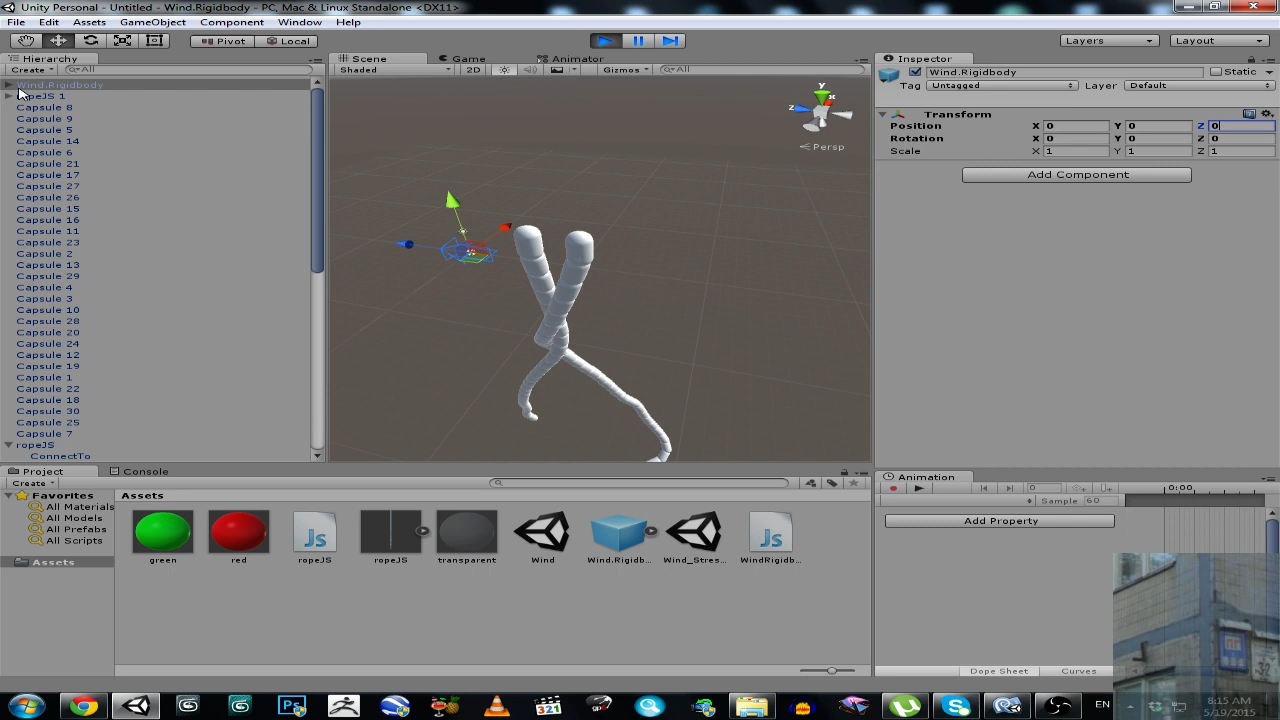 Unity Personal - Untitled - Wind.Rigidbody - PC, Mac & Linux Standalone <DX11>
File Edit Assets GameObject Component Window Help
Pivot Local Layers Layout
Hierarchy
Create All
Wind.Rigidbody
ropeJS 1
Capsule 8
Capsule 9
Capsule 5
Capsule 14
Capsule 6
Capsule 21
Capsule 17
Capsule 27
Capsule 26
Capsule 15
Capsule 16
Capsule 11
Capsule 23
Capsule 2
Capsule 13
Capsule 29
Capsule 4
Capsule 3
Capsule 10
Capsule 28
Capsule 20
Capsule 24
Capsule 12
Capsule 19
Capsule 1
Capsule 22
Capsule 18
Capsule 30
Capsule 25
Capsule 7
ropeJS
ConnectTo
Scene Game Animator
Shaded 2D Gizmos All
y
x
z
Persp
Inspector
Wind.Rigidbody Static
Tag Untagged Layer Default
Transform
Position X 0 Y 0 Z 0
Rotation X 0 Y 0 Z 0
Scale X 1 Y 1 Z 1
Add Component
Project Console
Create
Favorites
All Materials
All Models
All Prefabs
All Scripts
Assets
Assets
green red ropeJS ropeJS transparent Wind Wind.Rigidb... Wind_Stres... WindRigidb...
Animation
0 0:00
Sample 60
Add Property
Dope Sheet Curves
321
EN
32
8:15 AM
5/19/2015